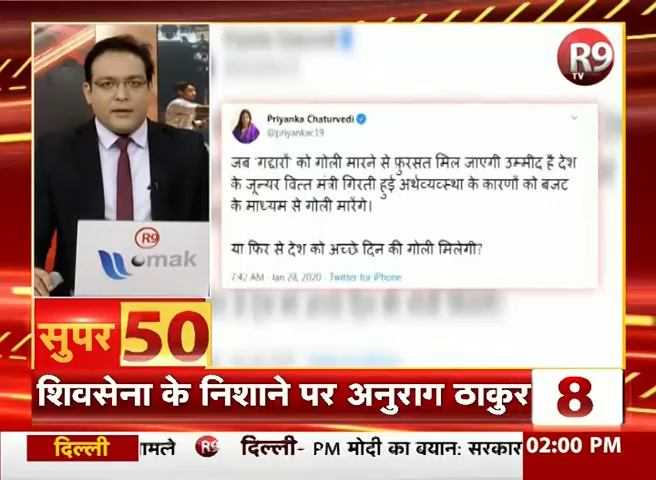 R9
TV
Priyanka Chaturvedi
@priyankac19
जब 'गद्दारों' को गोली मारने से फ़ुरसत मिल जाएगी उम्मीद है देश
के जून्यर वित्त मंत्री गिरती हुई अर्थव्यवस्था के कारणों को बजट
के माध्यम से गोली मारेंगे।
या फिर से देश को अच्छे दिन की गोली मिलेगी?
7:42 AM - Jan 28, 2020 · Twitter for iPhone
R9
omak
सुपर 50
शिवसेना के निशाने पर अनुराग ठाकुर 8
दिल्ली ामले R9 दिल्ली- PM मोदी का बयान: सरकार 02:00 PM